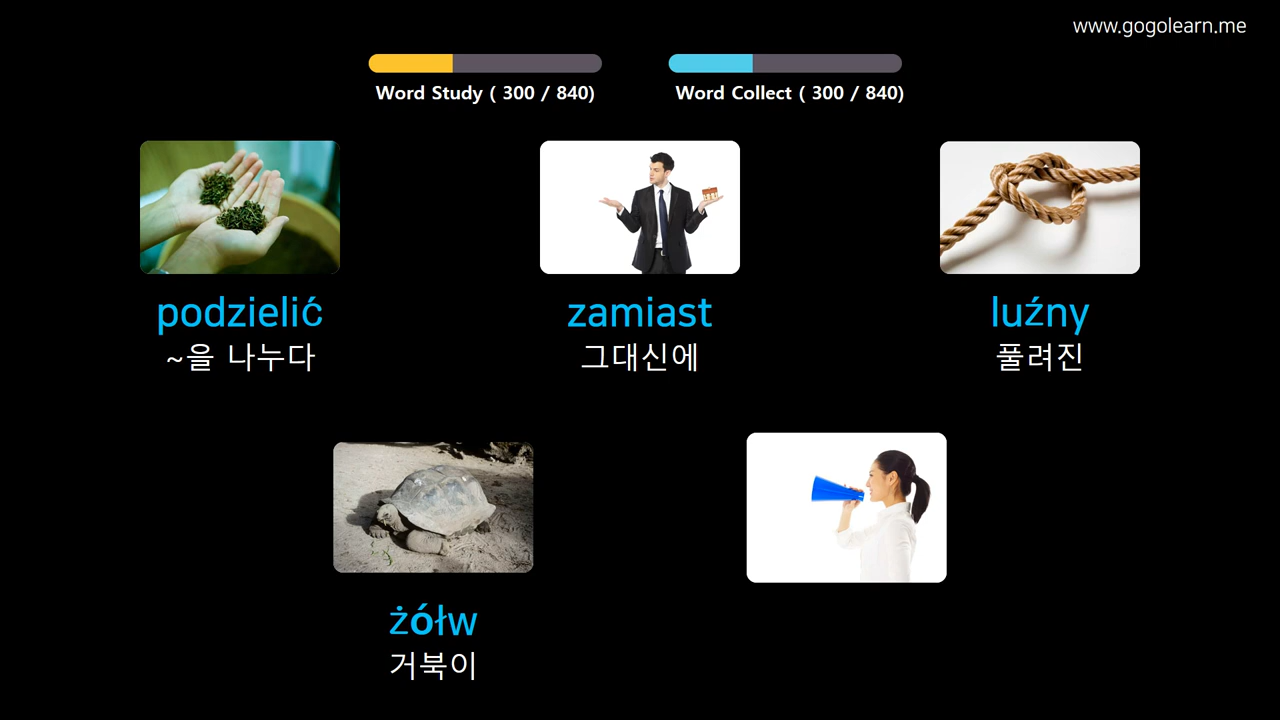 www.gogolearn.me
Word Study ( 300 / 840)
Word Collect ( 300 / 840)
podzielić
~을 나누다
zamiast
그대신에
luźny
풀려진
żółw
거북이